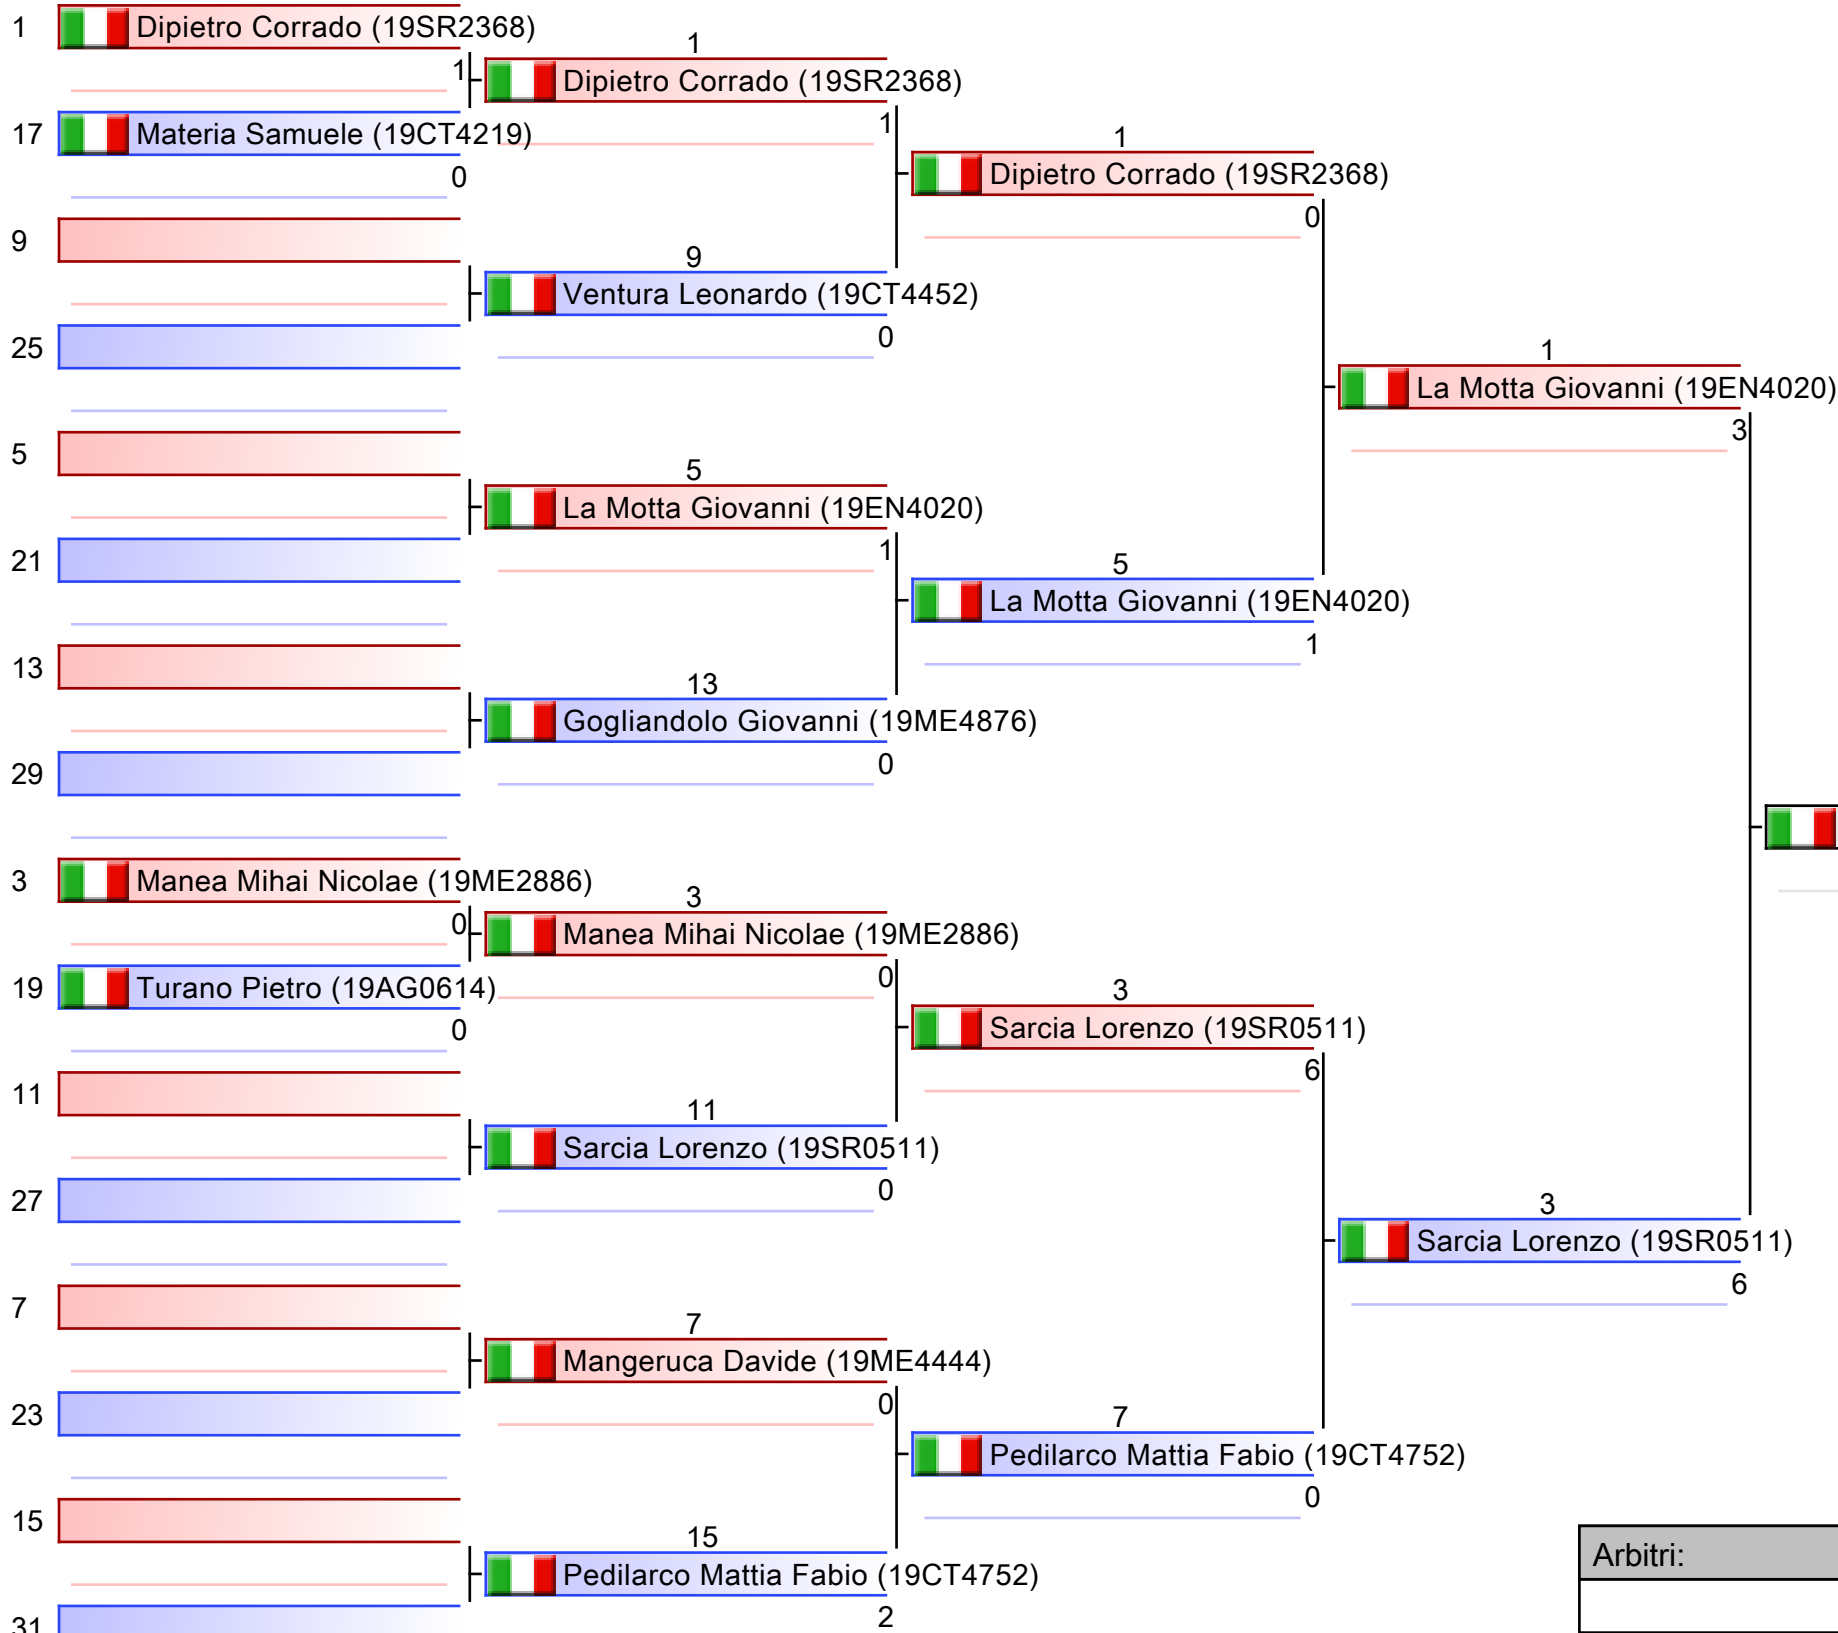 1 Dipietro Corrado (19SR2368)
1
17 Materia Samuele (19CT4219)
0
9
25
5
21
13
29
3 Manea Mihai Nicolae (19ME2886)
0
19 Turano Pietro (19AG0614)
0
11
27
7
23
15
31
1
Dipietro Corrado (19SR2368)
1
9
Ventura Leonardo (19CT4452)
0
5
La Motta Giovanni (19EN4020)
1
13
Gogliandolo Giovanni (19ME4876)
0
3
Manea Mihai Nicolae (19ME2886)
0
11
Sarcia Lorenzo (19SR0511)
0
7
Mangeruca Davide (19ME4444)
0
15
Pedilarco Mattia Fabio (19CT4752)
2
1
Dipietro Corrado (19SR2368)
0
5
La Motta Giovanni (19EN4020)
1
3
Sarcia Lorenzo (19SR0511)
6
7
Pedilarco Mattia Fabio (19CT4752)
0
1
La Motta Giovanni (19EN4020)
3
3
Sarcia Lorenzo (19SR0511)
6
Arbitri: